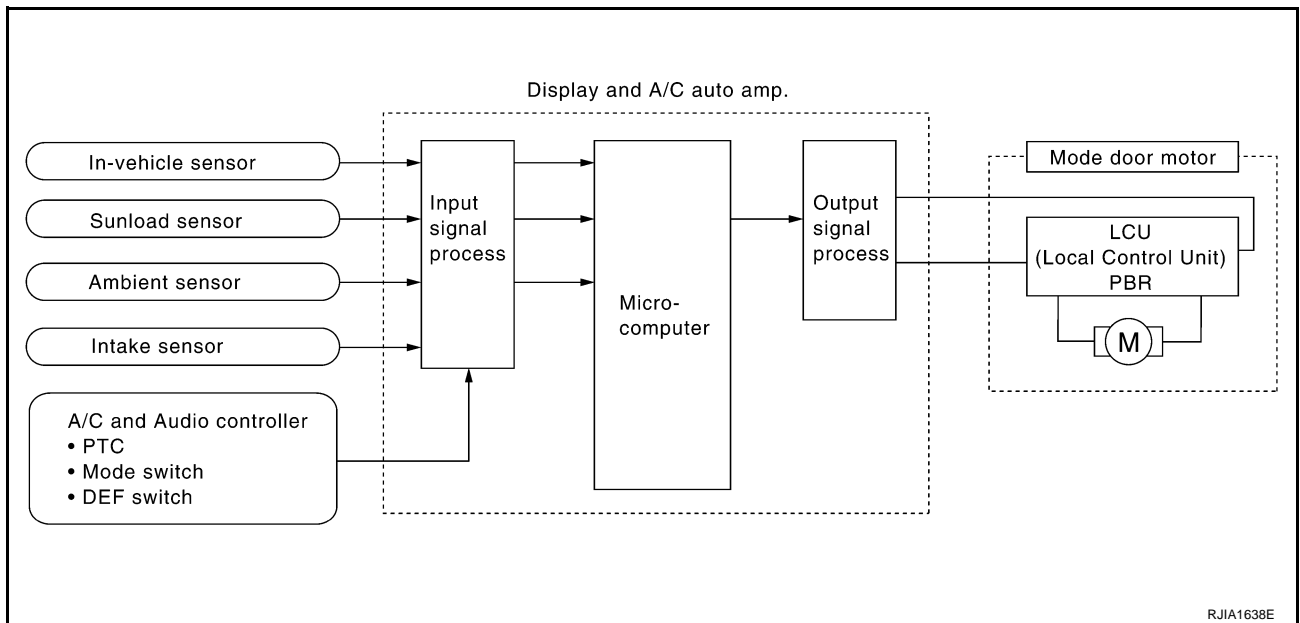 Display and A/C auto amp.
In-vehicle sensor
Sunload sensor
Ambient sensor
Intake sensor
A/C and Audio controller
• PTC
• Mode switch
• DEF switch
Input
signal
process
Micro-
computer
Output
signal
process
Mode door motor
LCU
(Local Control Unit)
PBR
M
RJIA1638E